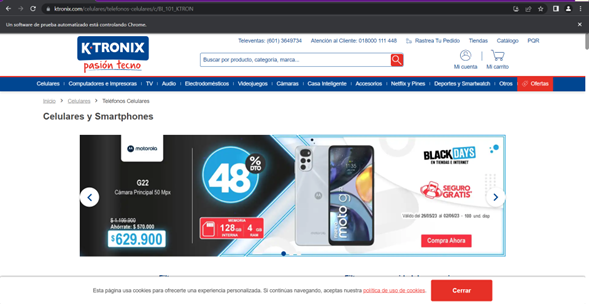 ktronix.com/celulares/telefonos-celulares/c/BI_101_KTRON
Un software de prueba automatizado está controlando Chrome.
K·TRONIX
pasión tecno
Televentas: (601) 3649734 Atención al Cliente: 018000 111 448 Rastrea Tu Pedido Tiendas Catálogo PQR
Buscar por producto, categoría, marca...
Mi cuenta Mi carrito
Celulares Computadores e Impresoras TV Audio Electrodomésticos Videojuegos Cámaras Casa Inteligente Accesorios Netflix y Pines Deportes y Smartwatch Otros Ofertas
Inicio > Celulares > Teléfonos Celulares
Celulares y Smartphones
motorola
G22
Cámara Principal 50 Mpx
$ 1.199.900
Ahórrate: $ 570.000
$629.900
48% DTO
MEMORIA
128GB 4 GB
INTERNA RAM
moto g
BLACK DAYS
EN TIENDAS E INTERNET
SEGURO
GRATIS*
Válido del 26/05/23 al 02/06/23 - 100 und. disp
Compra Ahora
Esta página usa cookies para ofrecerte una experiencia personalizada. Si continúas navegando, aceptas nuestra política de uso de cookies.
Cerrar